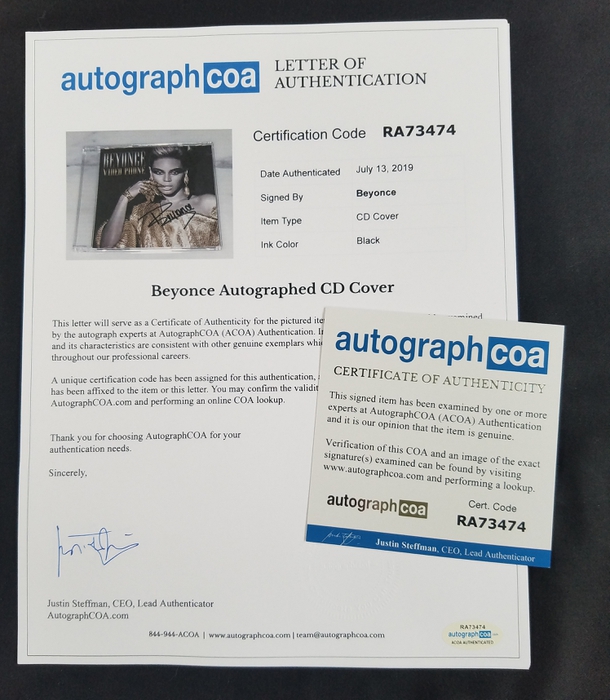 autographcoa
LETTER OF
AUTHENTICATION
Certification Code RA73474
BEYONCE
VIDEO PHONE
Beyonce
Date Authenticated July 13, 2019
Signed By Beyonce
Item Type CD Cover
Ink Color Black
Beyonce Autographed CD Cover
This letter will serve as a Certificate of Authenticity for the pictured ite
by the autograph experts at AutographCOA (ACOA) Authentication. I
and its characteristics are consistent with other genuine exemplars whi
throughout our professional careers.
A unique certification code has been assigned for this authentication,
has been affixed to the item or this letter. You may confirm the validit
AutographCOA.com and performing an online COA lookup.
Thank you for choosing AutographCOA for your
authentication needs.
Sincerely,
Justin Steffman, CEO, Lead Authenticator
AutographCOA.com
844-944-ACOA | www.autographcoa.com | team@autographcoa.com
RA73474
autographcoa
ACOA AUTHENTICATED
autographcoa
CERTIFICATE OF AUTHENTICITY
This signed item has been examined by one or more
experts at AutographCOA (ACOA) Authentication
and it is our opinion that the item is genuine.
Verification of this COA and an image of the exact
signature(s) examined can be found by visiting
www.autographcoa.com and performing a lookup.
autographcoa
Cert. Code
RA73474
Justin Steffman, CEO, Lead Authenticator